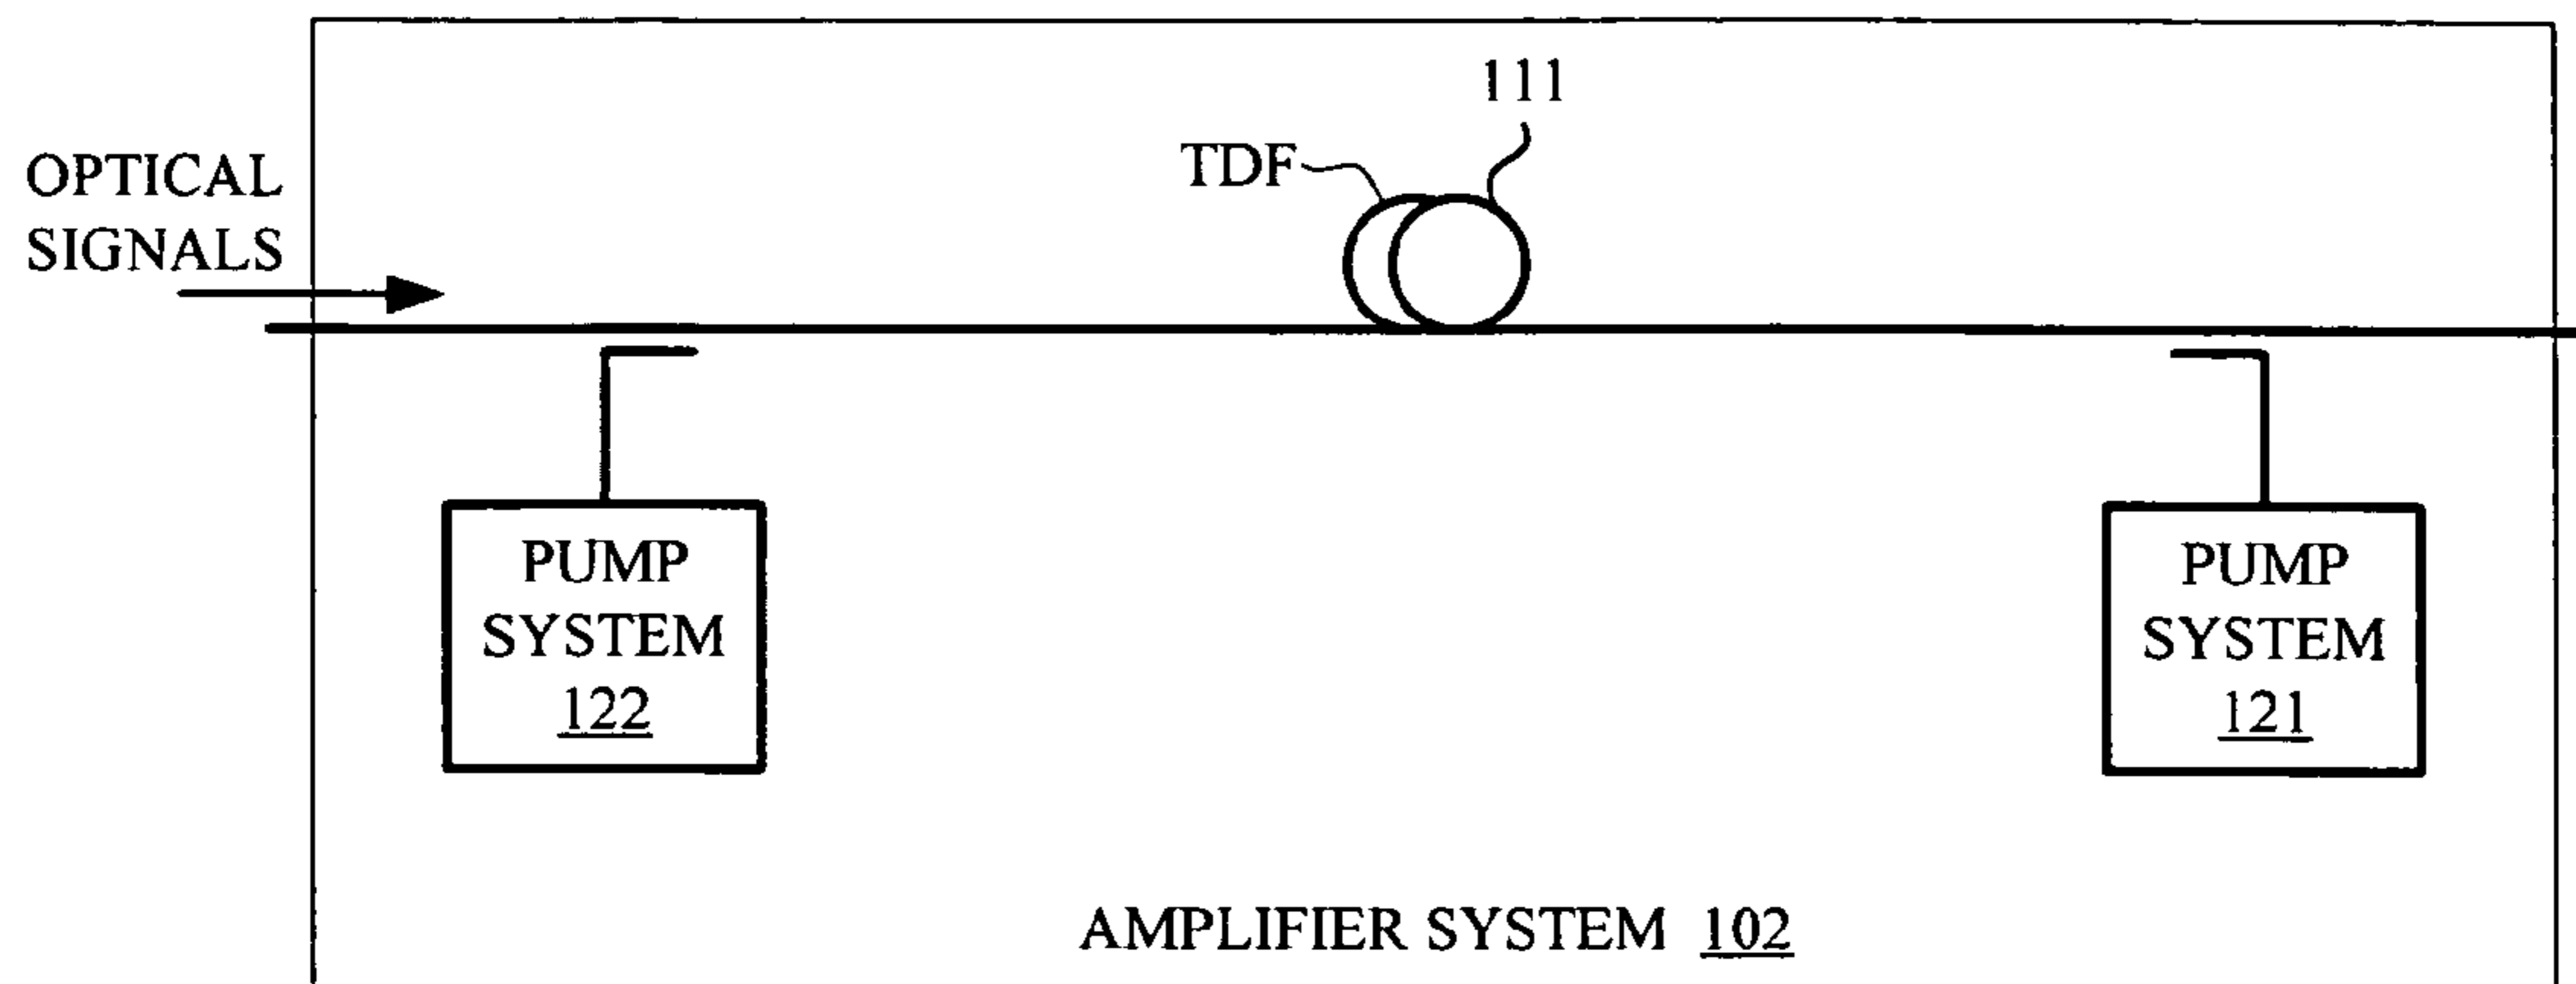 111
TDF
OPTICAL
SIGNALS
PUMP
SYSTEM
122
PUMP
SYSTEM
121
AMPLIFIER SYSTEM 102